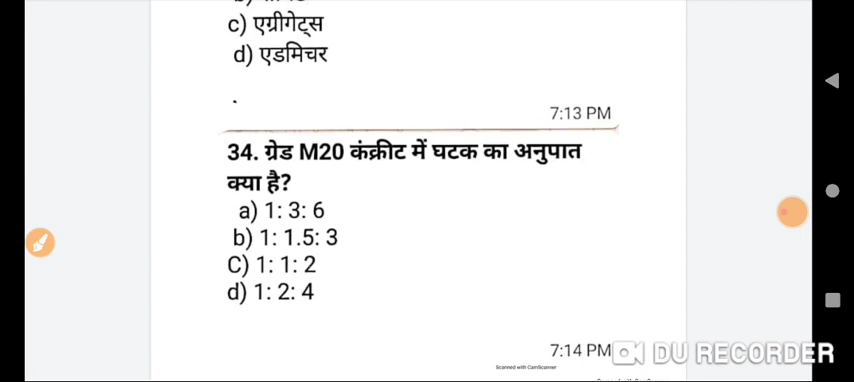 c) एग्रीगेट्स
d) एडमिचर
7:13 PM
34. ग्रेड M20 कंक्रीट में घटक का अनुपात
क्या है?
a) 1: 3: 6
b) 1: 1.5: 3
C) 1: 1: 2
d) 1: 2: 4
7:14 PM
DU RECORDER
Scanned with CamScanner